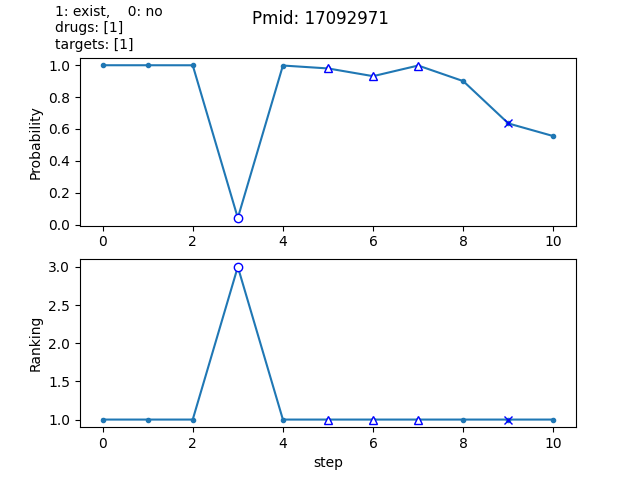 1: exist,    0: no
drugs: [1]
targets: [1]
Pmid: 17092971
Probability
1.0
0.8
0.6
0.4
0.2
0.0
0 2 4 6 8 10
Ranking
3.0
2.5
2.0
1.5
1.0
0 2 4 6 8 10
step